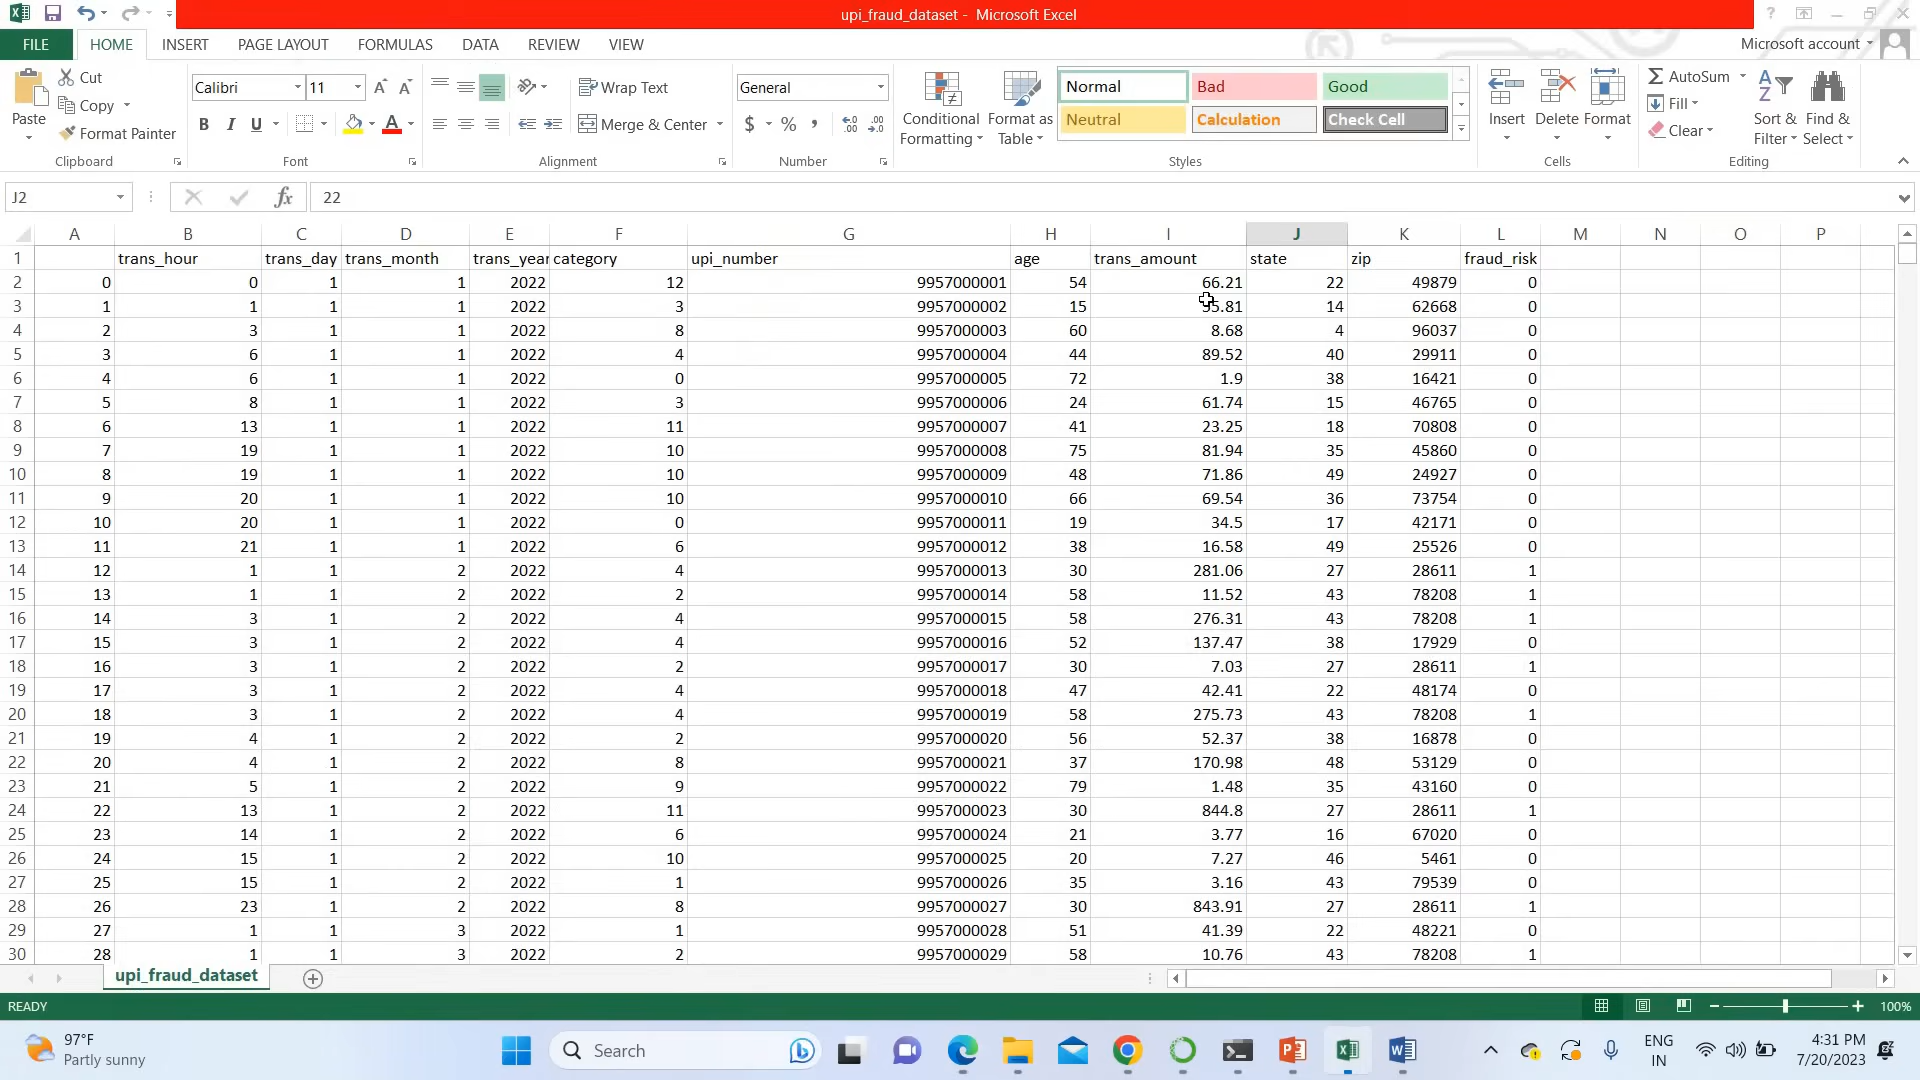 upi_fraud_dataset - Microsoft Excel
FILE HOME INSERT PAGE LAYOUT FORMULAS DATA REVIEW VIEW Microsoft account
Paste Cut Copy Format Painter Clipboard
Calibri 11 B I U Font
Wrap Text Merge & Center Alignment
General $ % Number
Conditional Formatting Format as Table
Normal Bad Good
Neutral Calculation Check Cell
Styles
Insert Delete Format Cells
AutoSum Fill Clear Sort & Filter Find & Select Editing
J2 fx 22
A B C D E F G H I J K L M N O P
1 trans_hour trans_day trans_month trans_year category upi_number age trans_amount state zip fraud_risk
2 0 0 1 1 2022 12 9957000001 54 66.21 22 49879 0
3 1 1 1 1 2022 3 9957000002 15 55.81 14 62668 0
4 2 3 1 1 2022 8 9957000003 60 8.68 4 96037 0
5 3 6 1 1 2022 4 9957000004 44 89.52 40 29911 0
6 4 6 1 1 2022 0 9957000005 72 1.9 38 16421 0
7 5 8 1 1 2022 3 9957000006 24 61.74 15 46765 0
8 6 13 1 1 2022 11 9957000007 41 23.25 18 70808 0
9 7 19 1 1 2022 10 9957000008 75 81.94 35 45860 0
10 8 19 1 1 2022 10 9957000009 48 71.86 49 24927 0
11 9 20 1 1 2022 10 9957000010 66 69.54 36 73754 0
12 10 20 1 1 2022 0 9957000011 19 34.5 17 42171 0
13 11 21 1 1 2022 6 9957000012 38 16.58 49 25526 0
14 12 1 1 2 2022 4 9957000013 30 281.06 27 28611 1
15 13 1 1 2 2022 2 9957000014 58 11.52 43 78208 1
16 14 3 1 2 2022 4 9957000015 58 276.31 43 78208 1
17 15 3 1 2 2022 4 9957000016 52 137.47 38 17929 0
18 16 3 1 2 2022 2 9957000017 30 7.03 27 28611 1
19 17 3 1 2 2022 4 9957000018 47 42.41 22 48174 0
20 18 3 1 2 2022 4 9957000019 58 275.73 43 78208 1
21 19 4 1 2 2022 2 9957000020 56 52.37 38 16878 0
22 20 4 1 2 2022 8 9957000021 37 170.98 48 53129 0
23 21 5 1 2 2022 9 9957000022 79 1.48 35 43160 0
24 22 13 1 2 2022 11 9957000023 30 844.8 27 28611 1
25 23 14 1 2 2022 6 9957000024 21 3.77 16 67020 0
26 24 15 1 2 2022 10 9957000025 20 7.27 46 5461 0
27 25 15 1 2 2022 1 9957000026 35 3.16 43 79539 0
28 26 23 1 2 2022 8 9957000027 30 843.91 27 28611 1
29 27 1 1 3 2022 1 9957000028 51 41.39 22 48221 0
30 28 1 1 3 2022 2 9957000029 58 10.76 43 78208 1
upi_fraud_dataset
READY 100%
97°F
Partly sunny
Search
ENG
IN
4:31 PM
7/20/2023